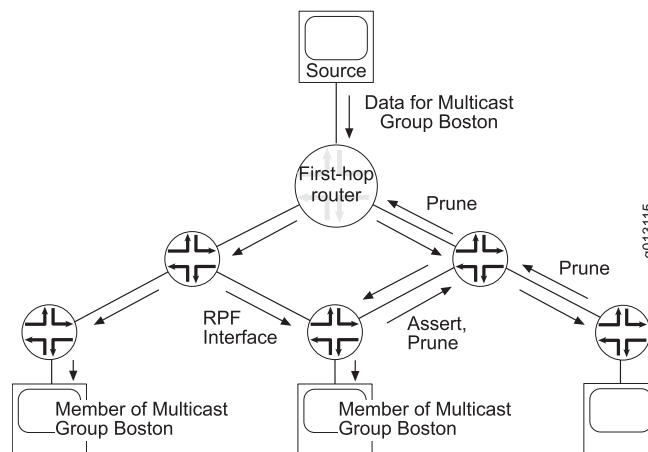 Source
Data for Multicast
Group Boston
First-hop
router
Prune
g013115
Prune
RPF
Interface
Assert,
Prune
Member of Multicast
Group Boston
Member of Multicast
Group Boston